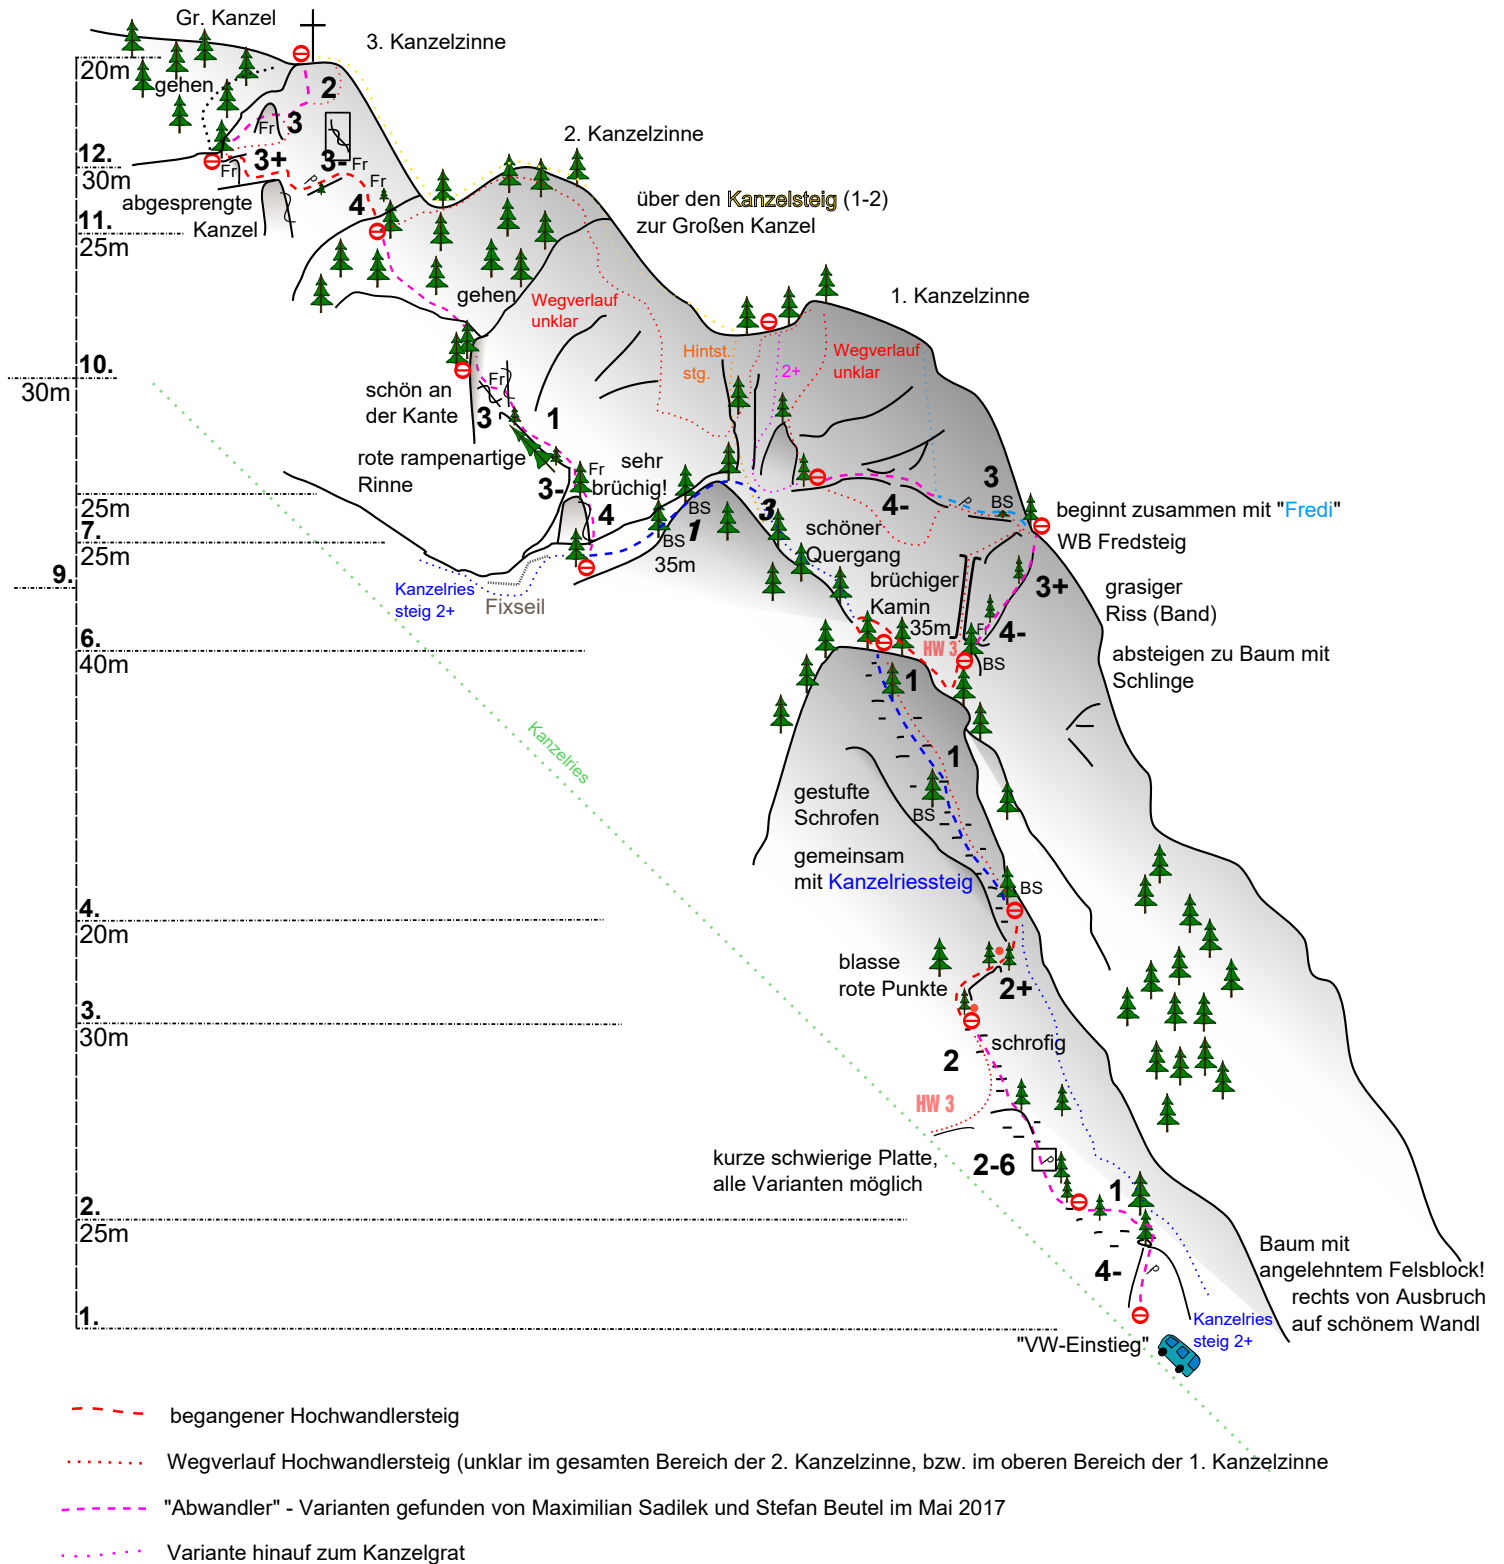 Gr. Kanzel
3. Kanzelzinne
20m
gehen
2
Fr
3
2. Kanzelzinne
12.
30m
Fr
3+
3-
Fr
P
Fr
4
abgesprengte
Kanzel
11.
25m
über den Kanzelsteig (1-2)
zur Großen Kanzel
gehen
Wegverlauf
unklar
1. Kanzelzinne
Hintst.
stg.
2+
Wegverlauf
unklar
10.
30m
schön an
der Kante
Fr
3
1
rote rampenartige
Rinne
3-
Fr
sehr
brüchig!
4
25m
7.
25m
9.
BS
1
BS
35m
3
schöner
Quergang
4-
3
P
BS
beginnt zusammen mit "Fredi"
WB Fredsteig
Kanzelries
steig 2+
Fixseil
brüchiger
Kamin
35m
3+
grasiger
Riss (Band)
6.
40m
HW 3
F
4-
BS
absteigen zu Baum mit
Schlinge
1
1
Kanzelries
gestufte
Schrofen
BS
gemeinsam
mit Kanzelriessteig
BS
4.
20m
blasse
rote Punkte
2+
3.
30m
schrofig
2
HW 3
kurze schwierige Platte,
alle Varianten möglich
2-6
P
1
2.
25m
4-
P
Baum mit
angelehntem Felsblock!
rechts von Ausbruch
auf schönem Wandl
1.
Kanzelries
steig 2+
"VW-Einstieg"
begangener Hochwandlersteig
Wegverlauf Hochwandlersteig (unklar im gesamten Bereich der 2. Kanzelzinne, bzw. im oberen Bereich der 1. Kanzelzinne
"Abwandler" - Varianten gefunden von Maximilian Sadilek und Stefan Beutel im Mai 2017
Variante hinauf zum Kanzelgrat